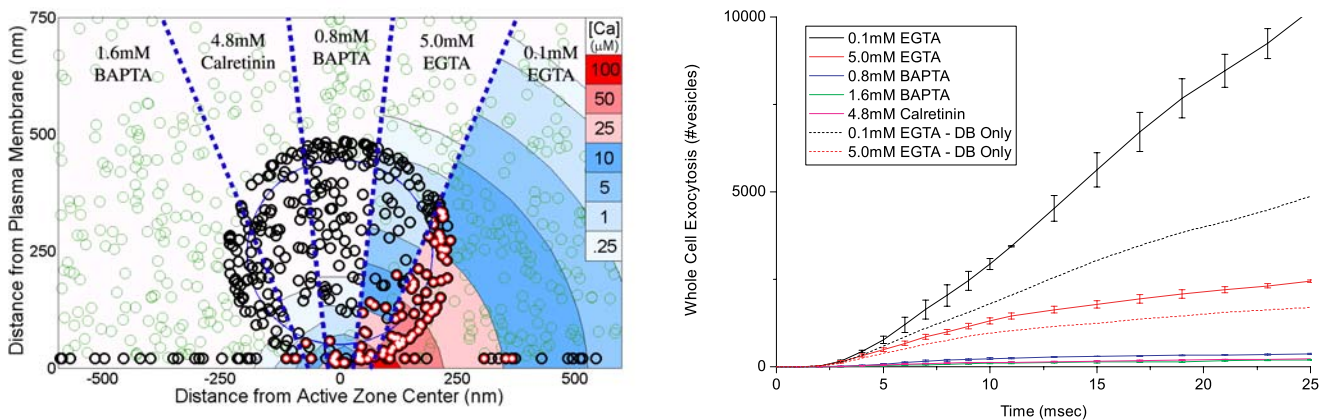 750
500
250
0
Distance from Plasma Membrane (nm)
1.6mM
BAPTA
4.8mM
Calretinin
0.8mM
BAPTA
5.0mM
EGTA
0.1mM
EGTA
[Ca]
(μM)
100
50
25
10
5
1
.25
-500
-250
0
250
500
Distance from Active Zone Center (nm)
10000
5000
0
Whole Cell Exocytosis (#vesicles)
0.1mM EGTA
5.0mM EGTA
0.8mM BAPTA
1.6mM BAPTA
4.8mM Calretinin
0.1mM EGTA - DB Only
5.0mM EGTA - DB Only
0
5
10
15
20
25
Time (msec)